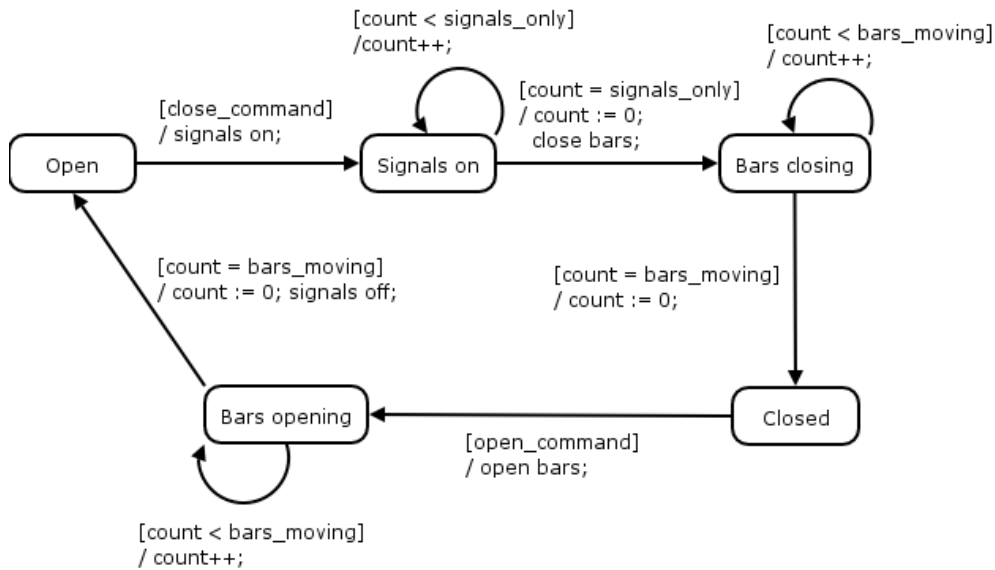 [count < signals_only]
/count++;
[count < bars_moving]
/ count++;
[close_command]
/ signals on;
[count = signals_only]
/ count := 0;
close bars;
Open
Signals on
Bars closing
[count = bars_moving]
/ count := 0; signals off;
[count = bars_moving]
/ count := 0;
Bars opening
Closed
[open_command]
/ open bars;
[count < bars_moving]
/ count++;